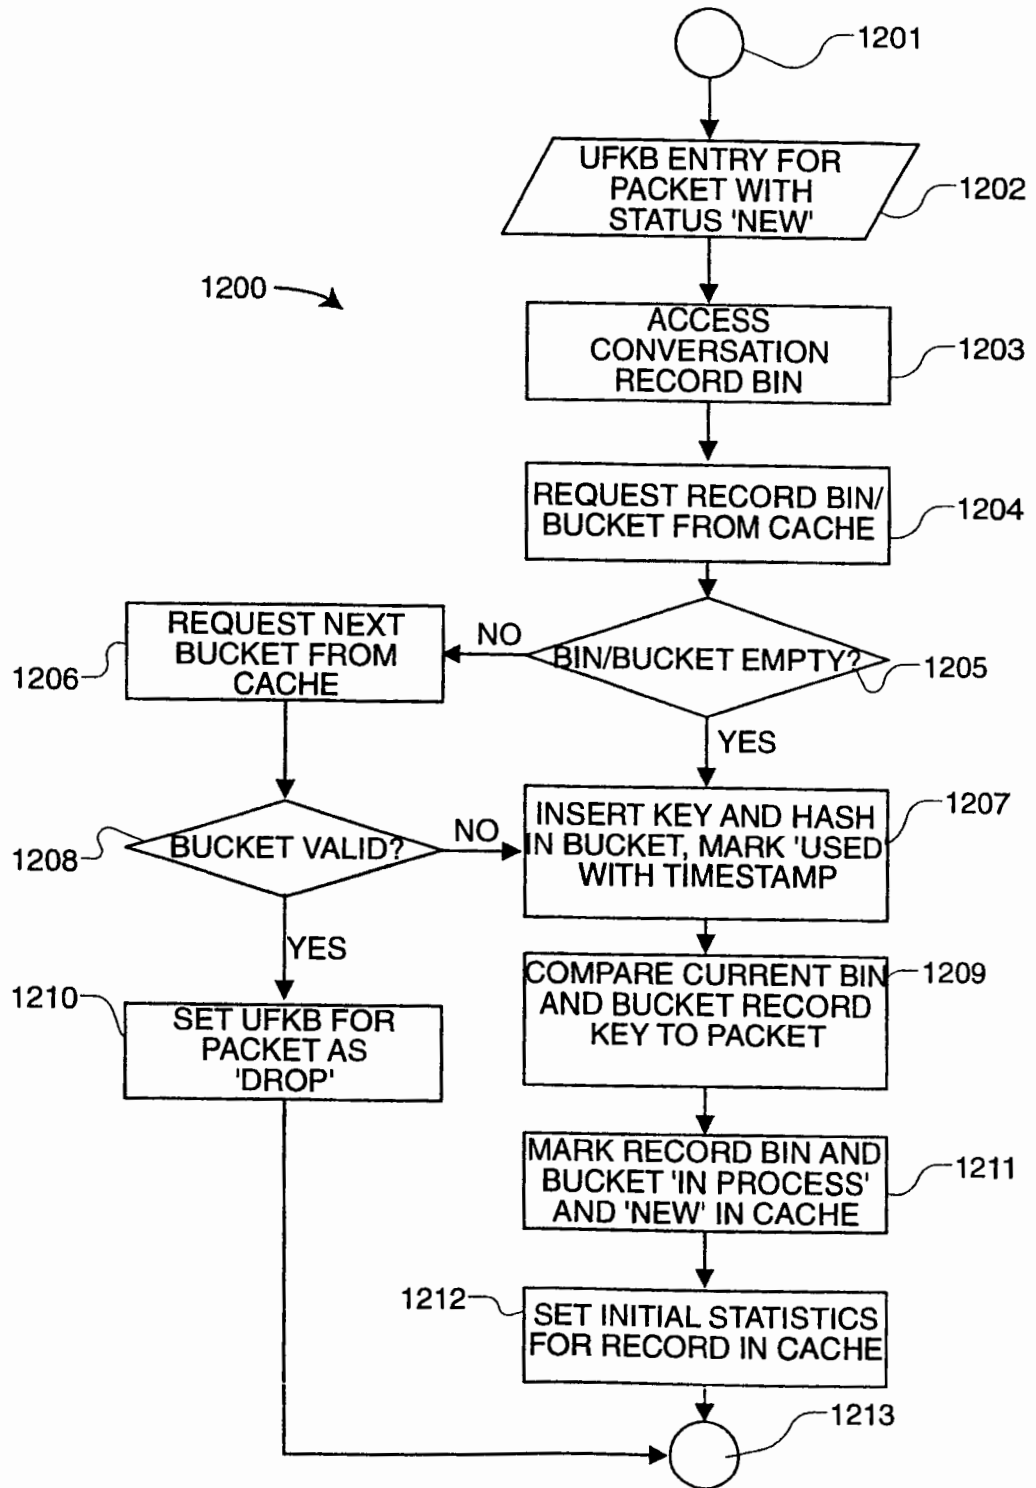 1201
UFKB ENTRY FOR
PACKET WITH
STATUS 'NEW'
1202
1200
ACCESS
CONVERSATION
RECORD BIN
1203
REQUEST RECORD BIN/
BUCKET FROM CACHE
1204
BIN/BUCKET EMPTY?
1205
NO
YES
REQUEST NEXT
BUCKET FROM
CACHE
1206
BUCKET VALID?
1208
NO
YES
INSERT KEY AND HASH
IN BUCKET, MARK 'USED'
WITH TIMESTAMP
1207
COMPARE CURRENT BIN
AND BUCKET RECORD
KEY TO PACKET
1209
1210
SET UFKB FOR
PACKET AS
'DROP'
MARK RECORD BIN AND
BUCKET 'IN PROCESS'
AND 'NEW' IN CACHE
1211
1212
SET INITIAL STATISTICS
FOR RECORD IN CACHE
1213